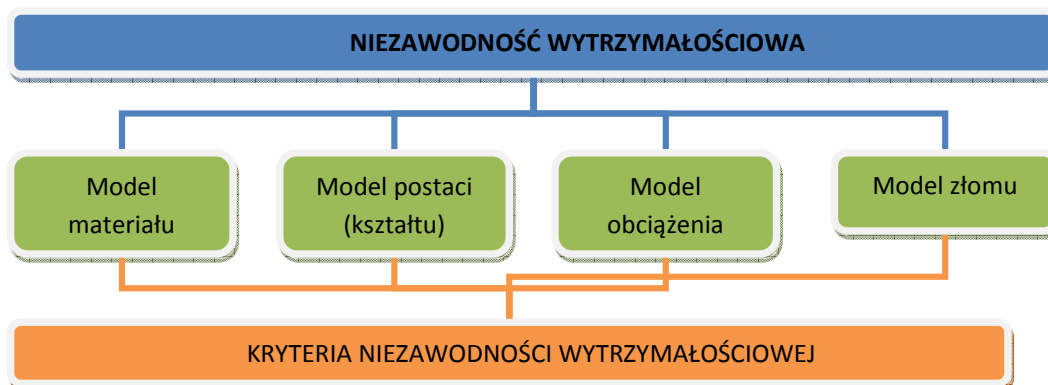 NIEZAWODNOŚĆ WYTRZYMAŁOŚCIOWA
Model
materiału
Model postaci
(kształtu)
Model
obciążenia
Model złomu
KRYTERIA NIEZAWODNOŚCI WYTRZYMAŁOŚCIOWEJ